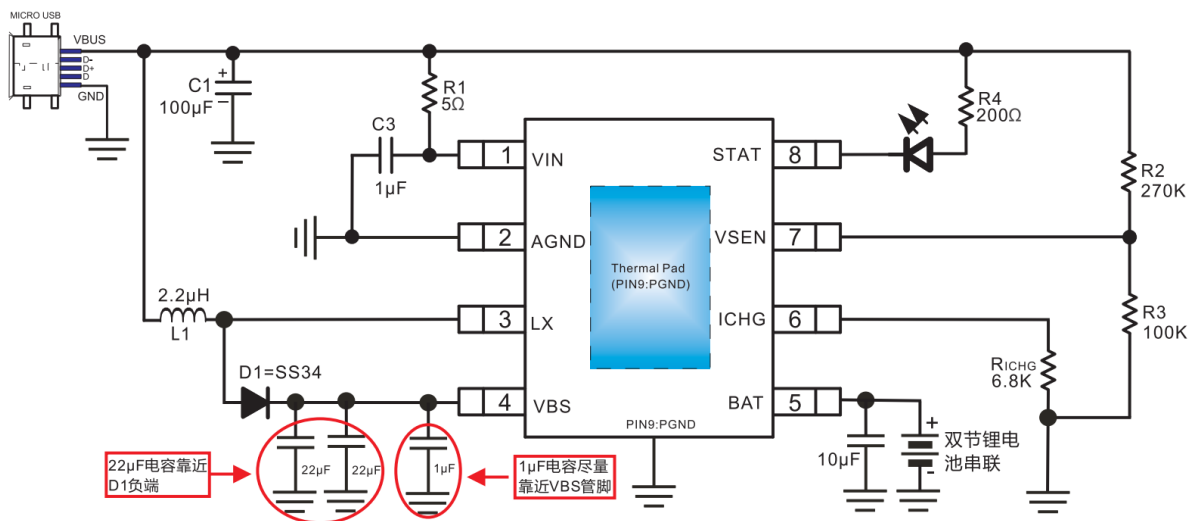 MICRO USB
VBUS
D-
D+
D
GND
C1
100μF
+
−
R1
5Ω
C3
1μF
R4
200Ω
R2
270K
R3
100K
1 VIN
2 AGND
3 LX
4 VBS
STAT 8
VSEN 7
ICHG 6
BAT 5
Thermal Pad
(PIN9:PGND)
PIN9:PGND
2.2μH
L1
D1=SS34
22μF
22μF
1μF
22μF电容靠近
D1负端
1μF电容尽量
靠近VBS管脚
RICHG
6.8K
10μF
+
-
双节锂电
池串联